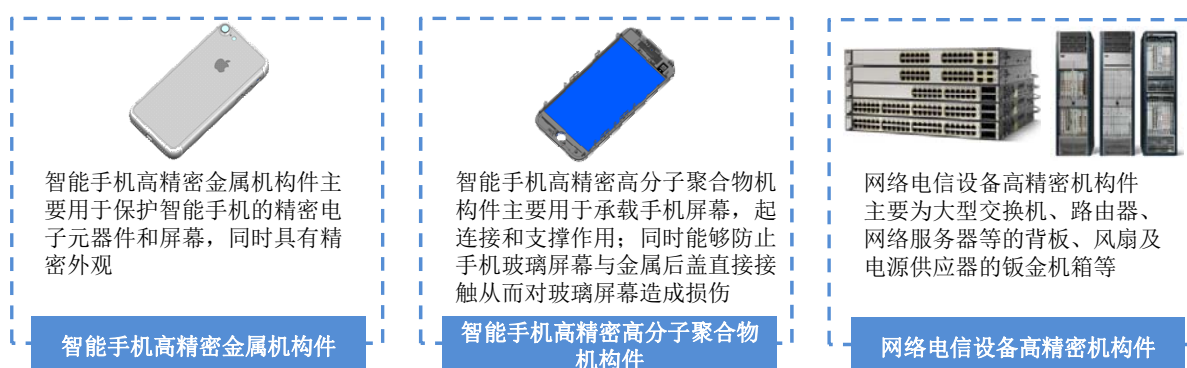 智能手机高精密金属机构件主
要用于保护智能手机的精密电
子元器件和屏幕，同时具有精
密外观
智能手机高精密金属机构件
智能手机高精密高分子聚合物机
构件主要用于承载手机屏幕，起
连接和支撑作用；同时能够防止
手机玻璃屏幕与金属后盖直接接
触从而对玻璃屏幕造成损伤
智能手机高精密高分子聚合物
机构件
网络电信设备高精密机构件
主要为大型交换机、路由器、
网络服务器等的背板、风扇及
电源供应器的钣金机箱等
网络电信设备高精密机构件